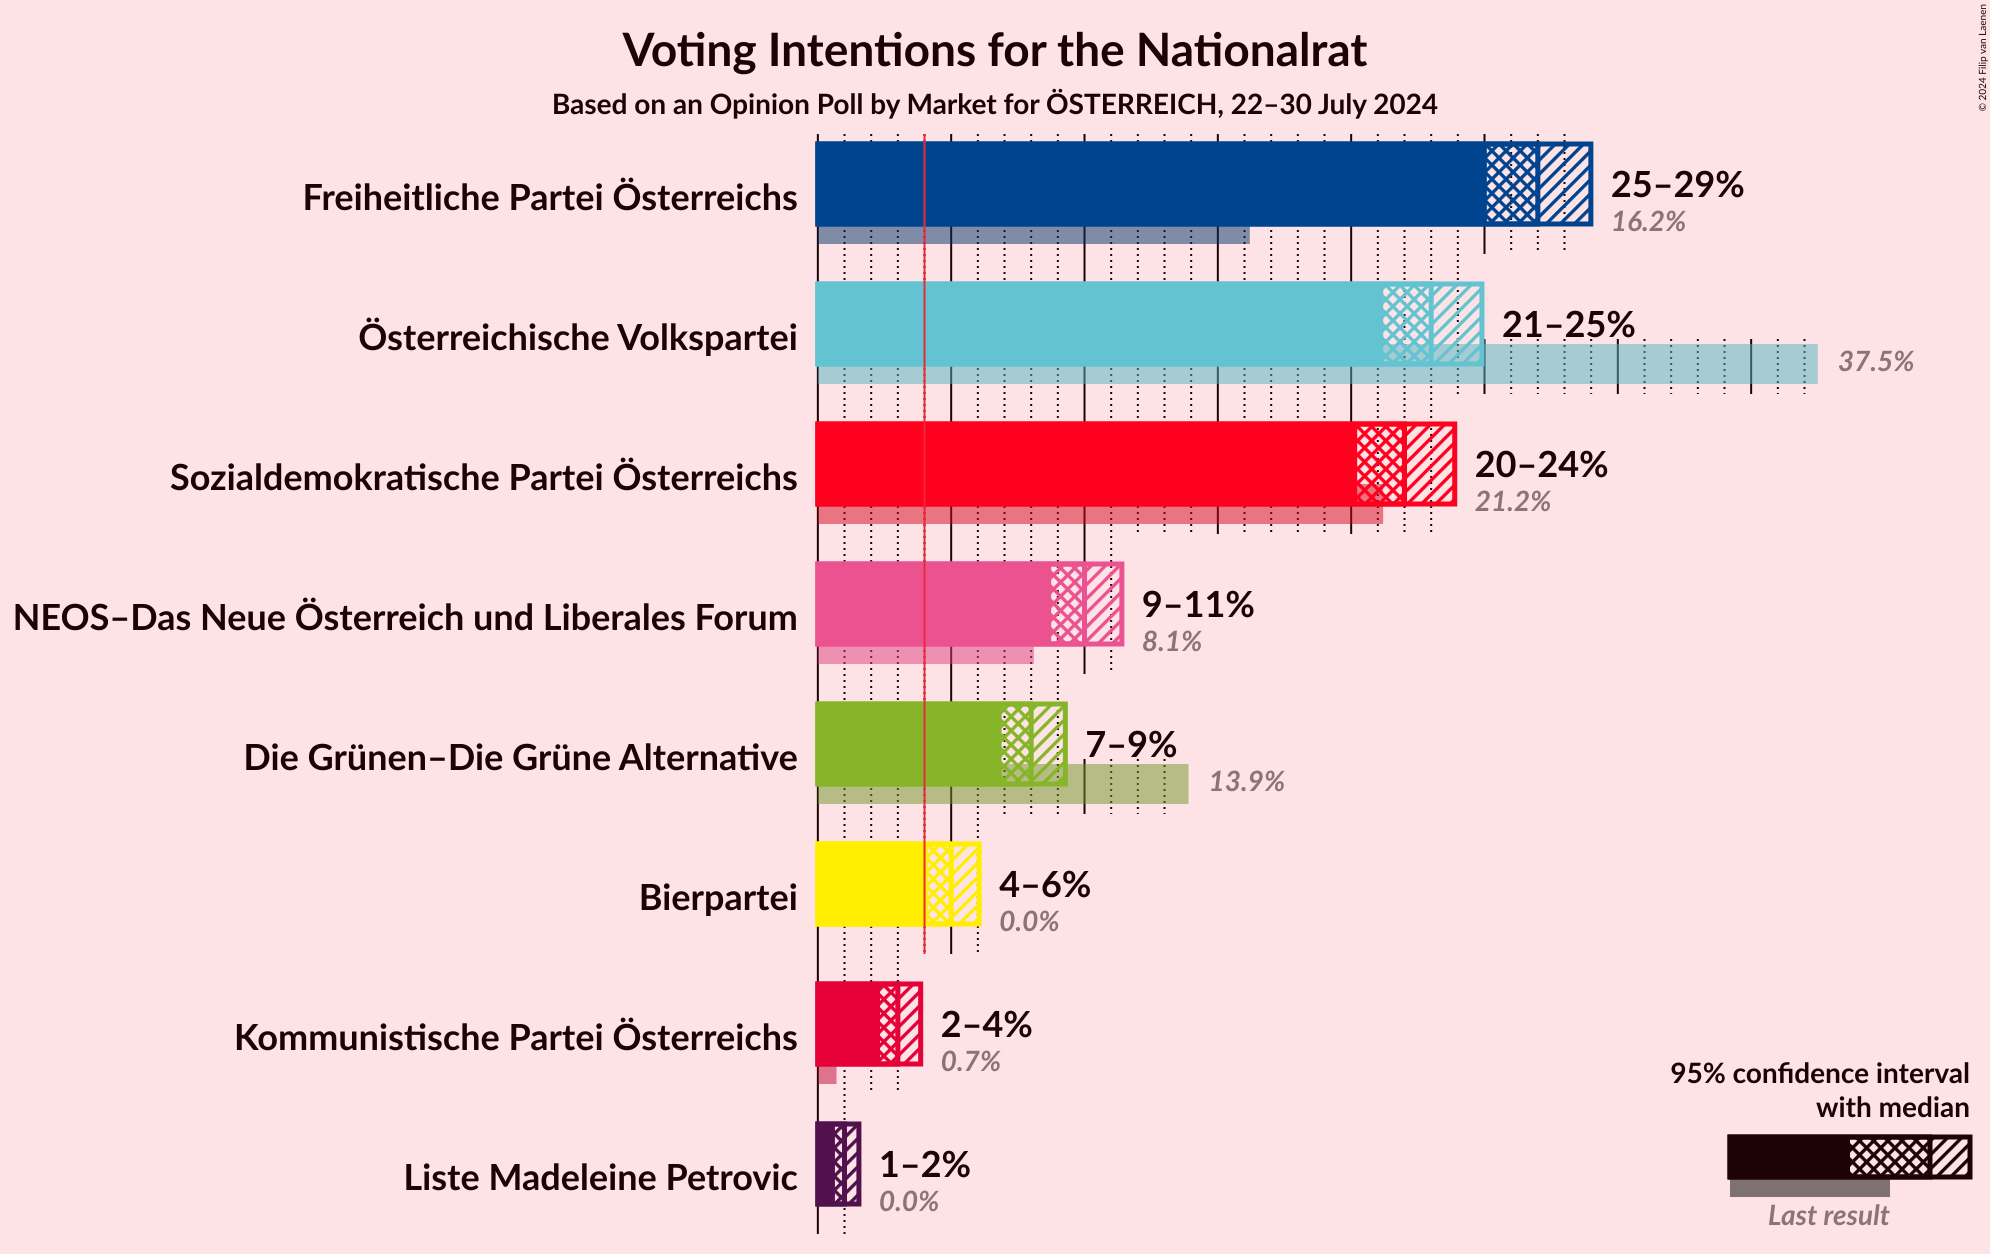 © 2024 Filip van Laenen
Voting Intentions for the Nationalrat
Based on an Opinion Poll by Market for ÖSTERREICH, 22–30 July 2024
Freiheitliche Partei Österreichs
25–29%
16.2%
Österreichische Volkspartei
21–25%
37.5%
Sozialdemokratische Partei Österreichs
20–24%
21.2%
NEOS–Das Neue Österreich und Liberales Forum
9–11%
8.1%
Die Grünen–Die Grüne Alternative
7–9%
13.9%
Bierpartei
4–6%
0.0%
Kommunistische Partei Österreichs
2–4%
0.7%
Liste Madeleine Petrovic
1–2%
0.0%
95% confidence interval
with median
Last result